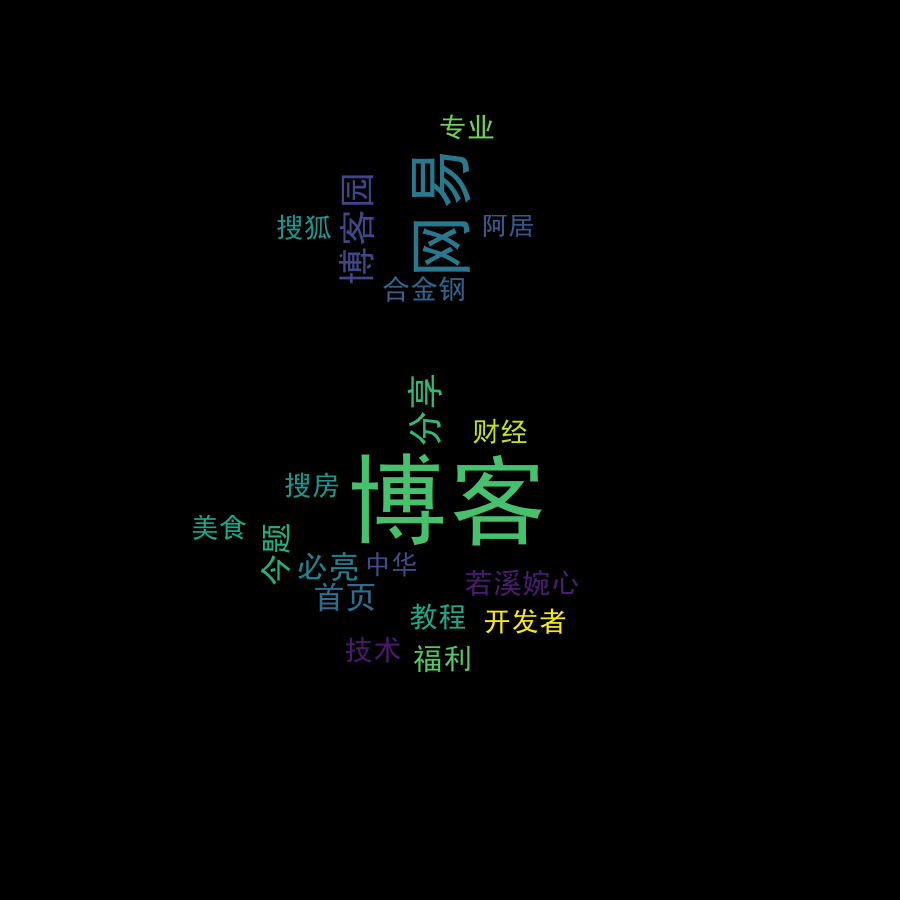 专业
网易
博客园
搜狐
阿居
合金钢
分享
财经
博客
搜房
美食
今题
必亮
中华
首页
若溪婉心
教程
开发者
技术
福利